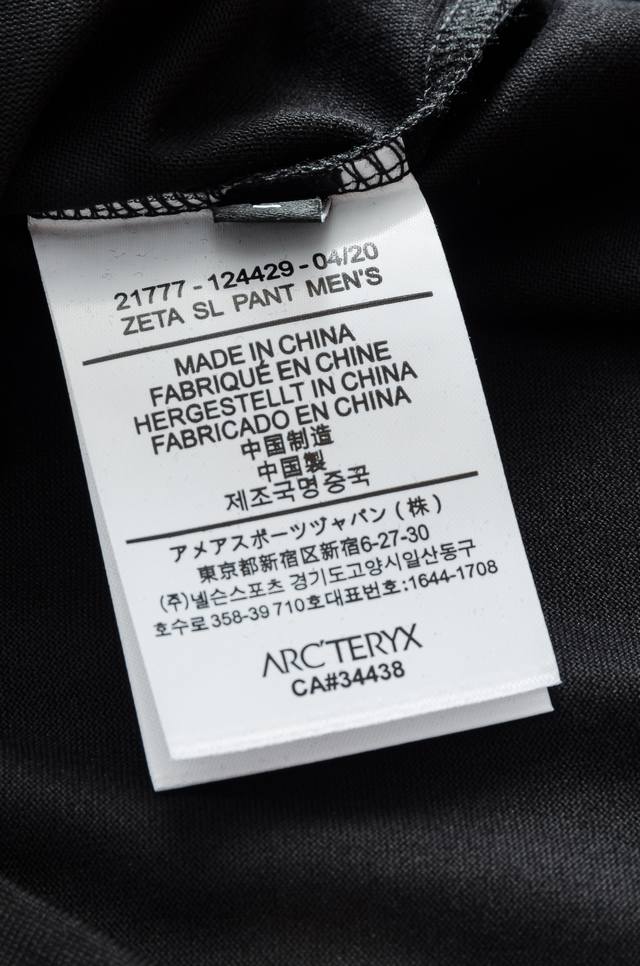 21777 - 124429 - 04/20
ZETA SL PANT MEN'S
MADE IN CHINA
FABRIQUÉ EN CHINE
HERGESTELLT IN CHINA
FABRICADO EN CHINA
中国制造
中国製
제조국명중국
アメアスポーツヅャパン（株）
東京都新宿区新宿6-27-30
(주)넬슨스포츠 경기도고양시일산동구
호수로358-39 710호대표번호:1644-1708
ARC'TERYX
CA#34438